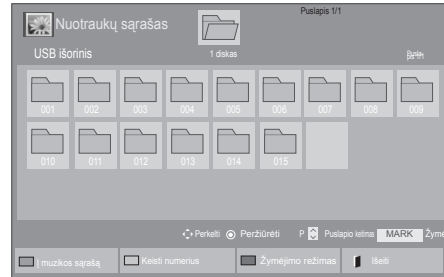 Puslapis 1/1
Nuotraukų sąrašas
USB išorinis
1 diskas
001 002 003 004 005 006 007 008 009
010 011 012 013 014 015
Perkelti Peržiūrėti P Puslapio MARK Žymė
Į muzikos sąrašą Keisti numerius Žymėjimo režimas Išeiti